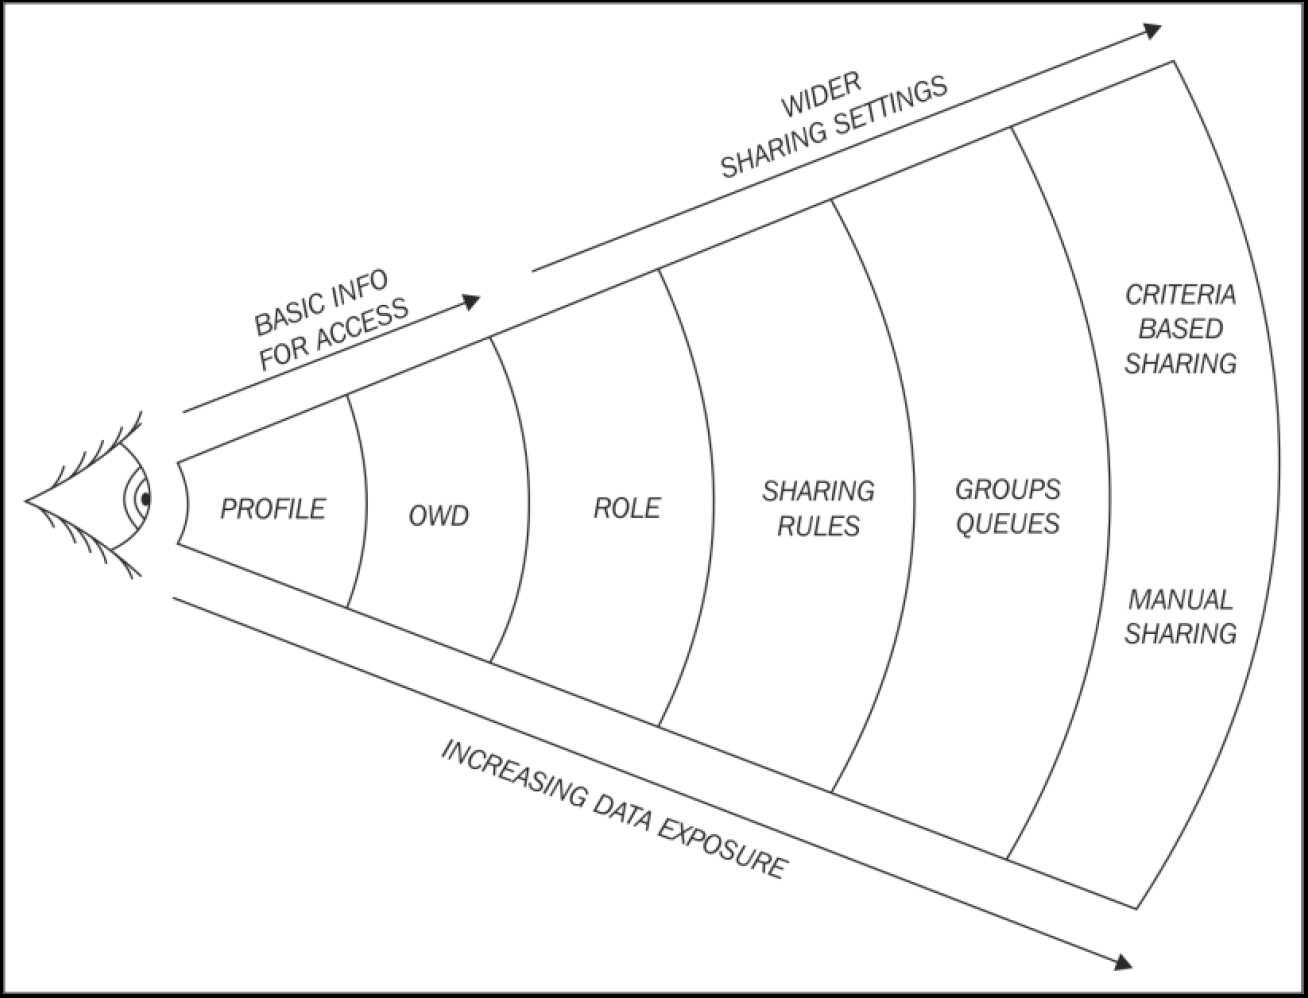 WIDER
SHARING SETTINGS
BASIC INFO
FOR ACCESS
PROFILE
OWD
ROLE
SHARING
RULES
GROUPS
QUEUES
CRITERIA
BASED
SHARING
MANUAL
SHARING
INCREASING DATA EXPOSURE